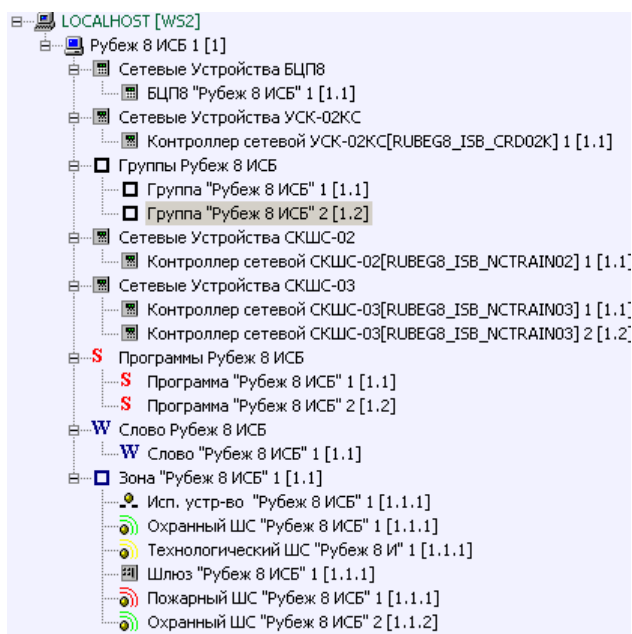 LOCALHOST [WS2]
Рубеж 8 ИСБ 1 [1]
Сетевые Устройства БЦП8
БЦП8 "Рубеж 8 ИСБ" 1 [1.1]
Сетевые Устройства УСК-02КС
Контроллер сетевой УСК-02КС[RUBEG8_ISB_CRD02K] 1 [1.1]
Группы Рубеж 8 ИСБ
Группа "Рубеж 8 ИСБ" 1 [1.1]
Группа "Рубеж 8 ИСБ" 2 [1.2]
Сетевые Устройства СКШС-02
Контроллер сетевой СКШС-02[RUBEG8_ISB_NCTRAIN02] 1 [1.1]
Сетевые Устройства СКШС-03
Контроллер сетевой СКШС-03[RUBEG8_ISB_NCTRAIN03] 1 [1.1]
Контроллер сетевой СКШС-03[RUBEG8_ISB_NCTRAIN03] 2 [1.2]
S Программы Рубеж 8 ИСБ
S Программа "Рубеж 8 ИСБ" 1 [1.1]
S Программа "Рубеж 8 ИСБ" 2 [1.2]
W Слово Рубеж 8 ИСБ
W Слово "Рубеж 8 ИСБ" 1 [1.1]
Зона "Рубеж 8 ИСБ" 1 [1.1]
Исп. устр-во "Рубеж 8 ИСБ" 1 [1.1.1]
Охранный ШС "Рубеж 8 ИСБ" 1 [1.1.1]
Технологический ШС "Рубеж 8 И" 1 [1.1.1]
Шлюз "Рубеж 8 ИСБ" 1 [1.1.1]
Пожарный ШС "Рубеж 8 ИСБ" 1 [1.1.1]
Охранный ШС "Рубеж 8 ИСБ" 2 [1.1.2]